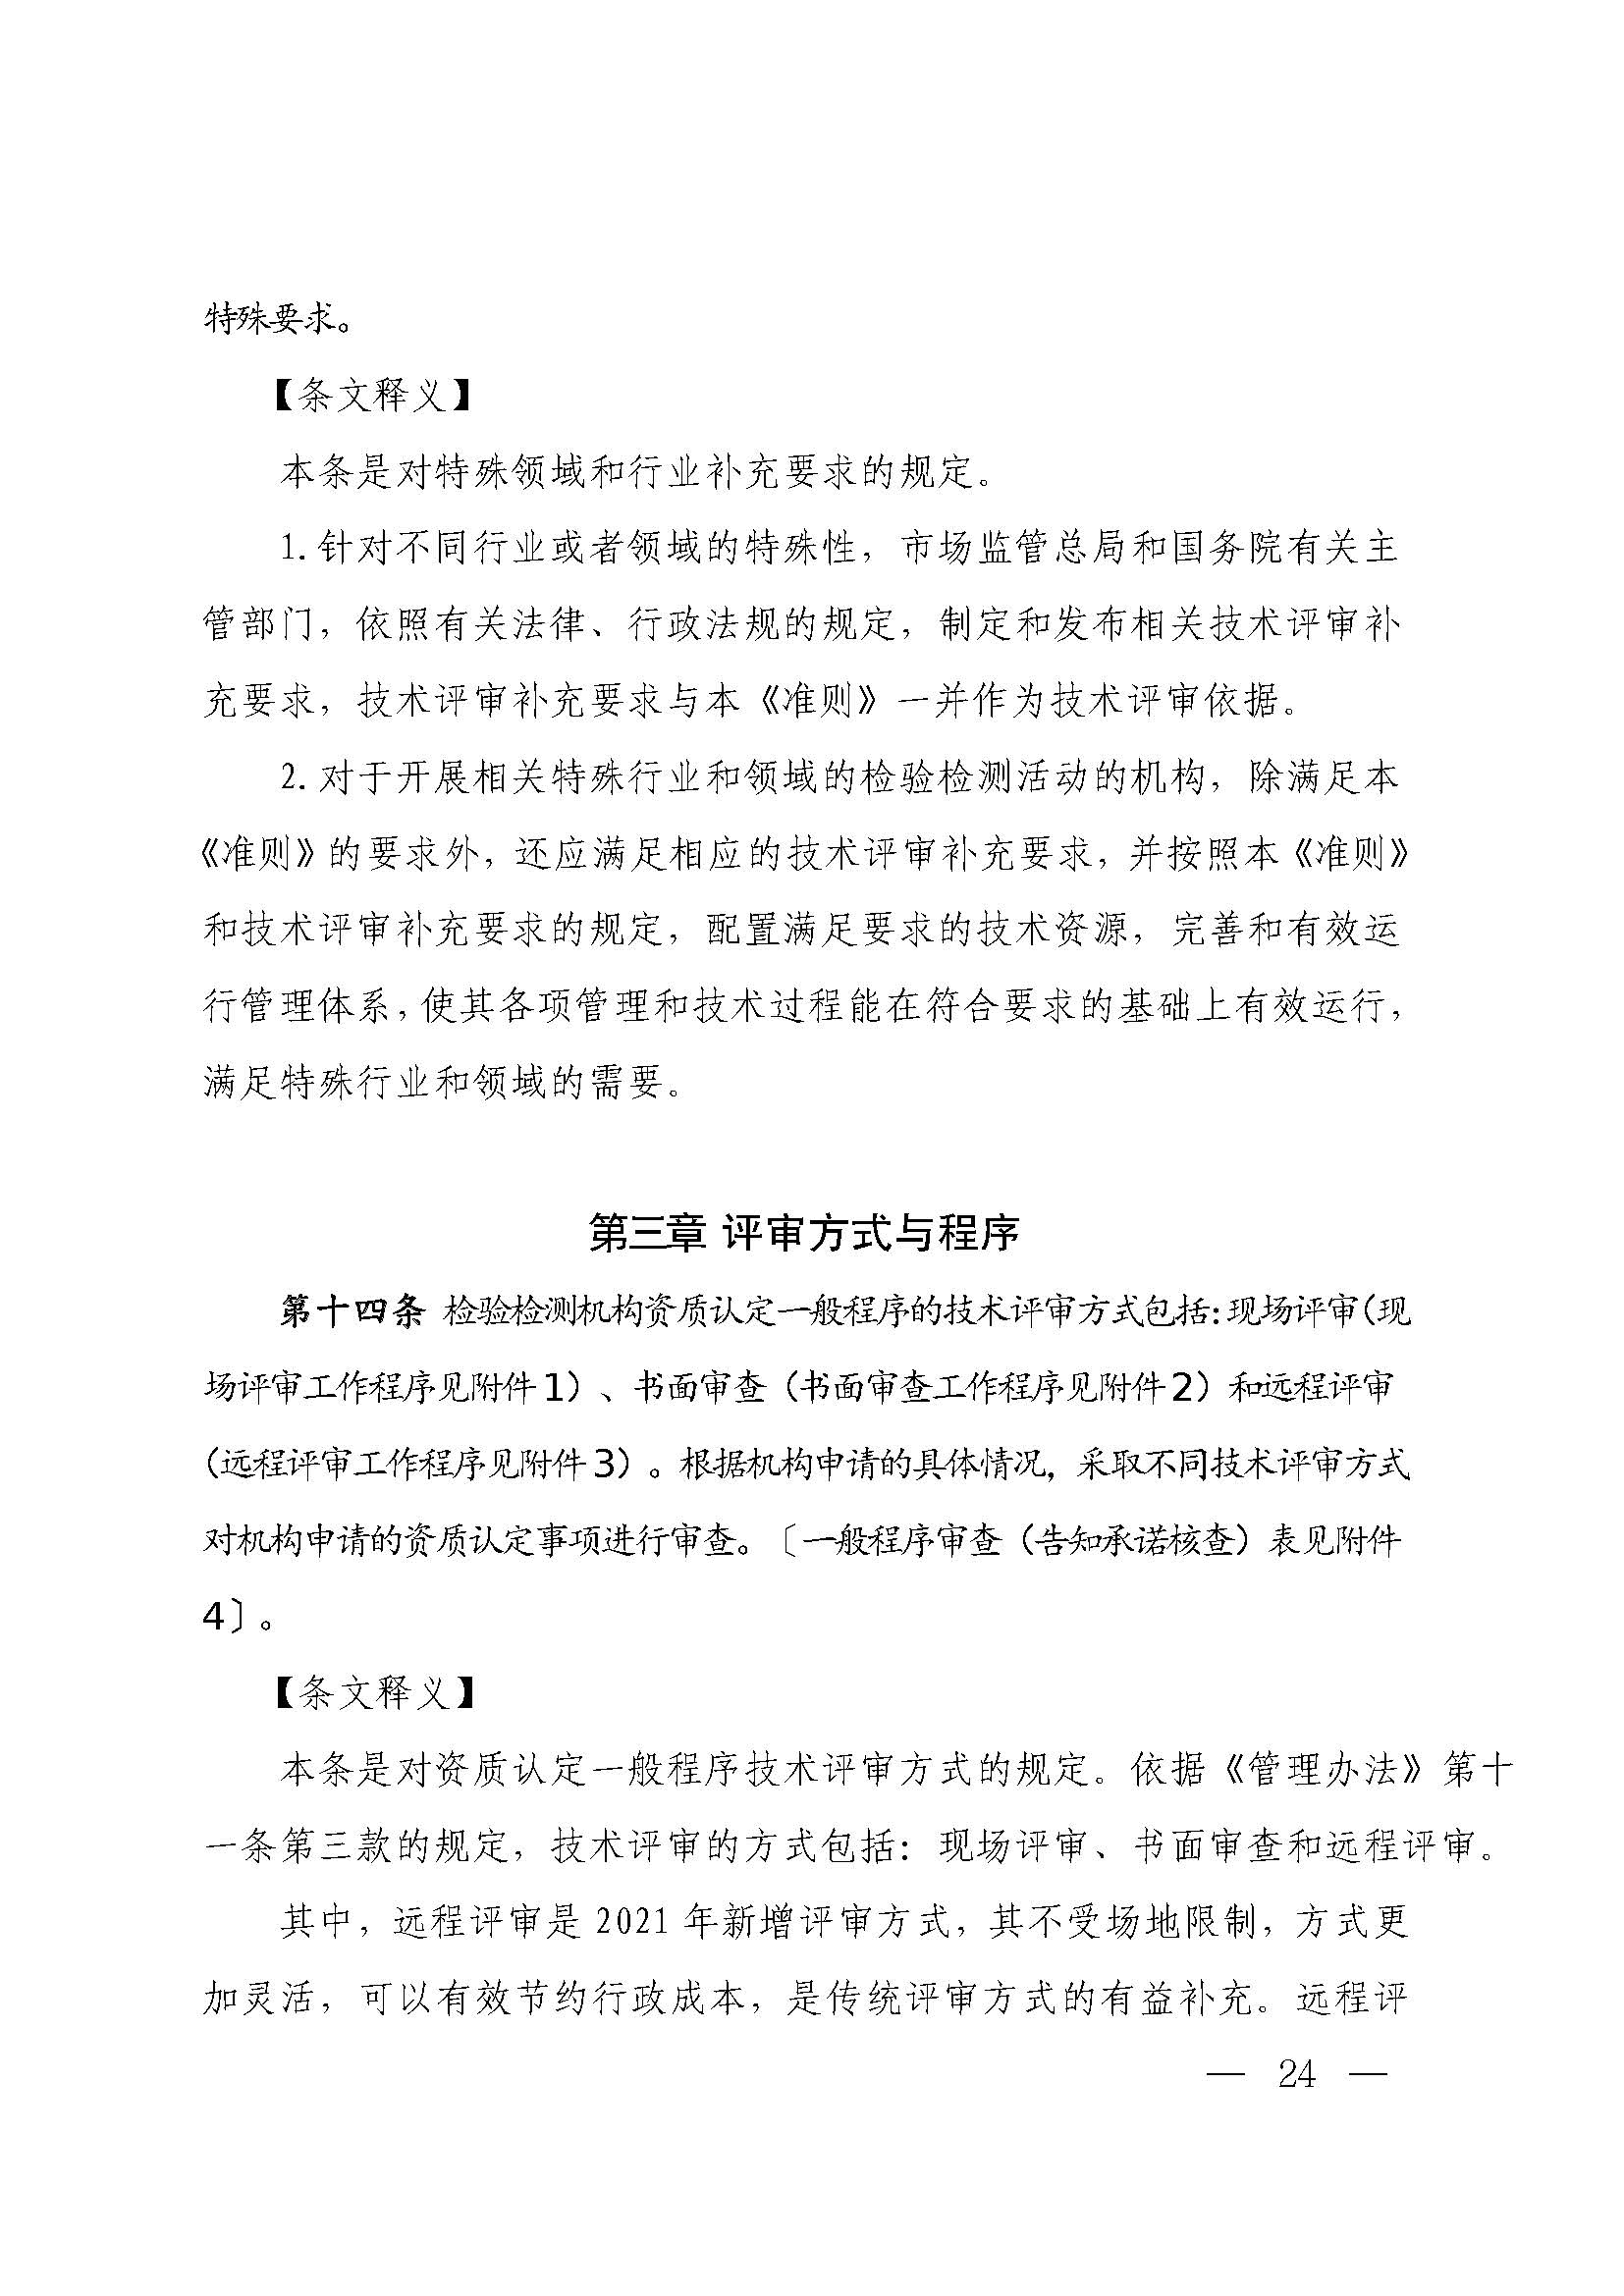 特殊要求。
【条文释义】
本条是对特殊领域和行业补充要求的规定。
1.针对不同行业或者领域的特殊性，市场监管总局和国务院有关主
管部门，依照有关法律、行政法规的规定，制定和发布相关技术评审补
充要求，技术评审补充要求与本《准则》一并作为技术评审依据。
2.对于开展相关特殊行业和领域的检验检测活动的机构，除满足本
《准则》的要求外，还应满足相应的技术评审补充要求，并按照本《准则》
和技术评审补充要求的规定，配置满足要求的技术资源，完善和有效运
行管理体系，使其各项管理和技术过程能在符合要求的基础上有效运行，
满足特殊行业和领域的需要。
第三章 评审方式与程序
第十四条 检验检测机构资质认定一般程序的技术评审方式包括：现场评审（现
场评审工作程序见附件1）、书面审查（书面审查工作程序见附件2）和远程评审
（远程评审工作程序见附件3）。根据机构申请的具体情况，采取不同技术评审方式
对机构申请的资质认定事项进行审查。〔一般程序审查（告知承诺核查）表见附件
4〕。
【条文释义】
本条是对资质认定一般程序技术评审方式的规定。依据《管理办法》第十
一条第三款的规定，技术评审的方式包括：现场评审、书面审查和远程评审。
其中，远程评审是2021年新增评审方式，其不受场地限制，方式更
加灵活，可以有效节约行政成本，是传统评审方式的有益补充。远程评
— 24 —